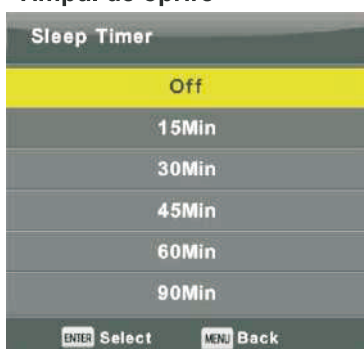 Sleep Timer
Off
15Min
30Min
45Min
60Min
90Min
ENTER Select MENU Back